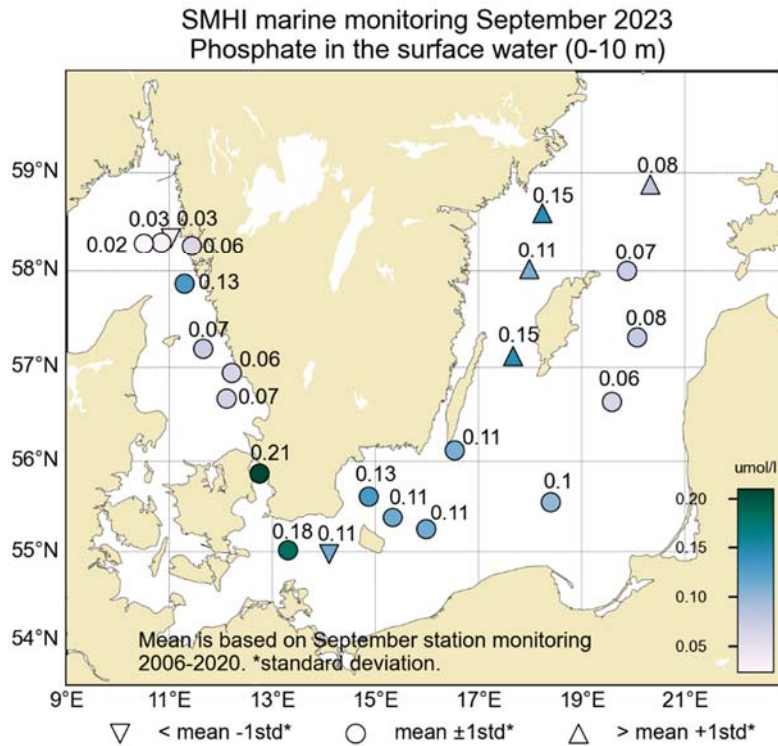 SMHI marine monitoring September 2023
Phosphate in the surface water (0-10 m)
59°N
58°N
57°N
56°N
55°N
54°N
0.08
0.15
0.03 0.03
0.02
0.06
0.11
0.07
0.13
0.07
0.15
0.08
0.06
0.07
0.06
0.11
0.21
0.13
0.11
0.11
0.1
0.18
0.11
umol/l
0.20
0.15
0.10
0.05
Mean is based on September station monitoring
2006-2020. *standard deviation.
9°E 11°E 13°E 15°E 17°E 19°E 21°E
< mean -1std* mean ±1std* > mean +1std*